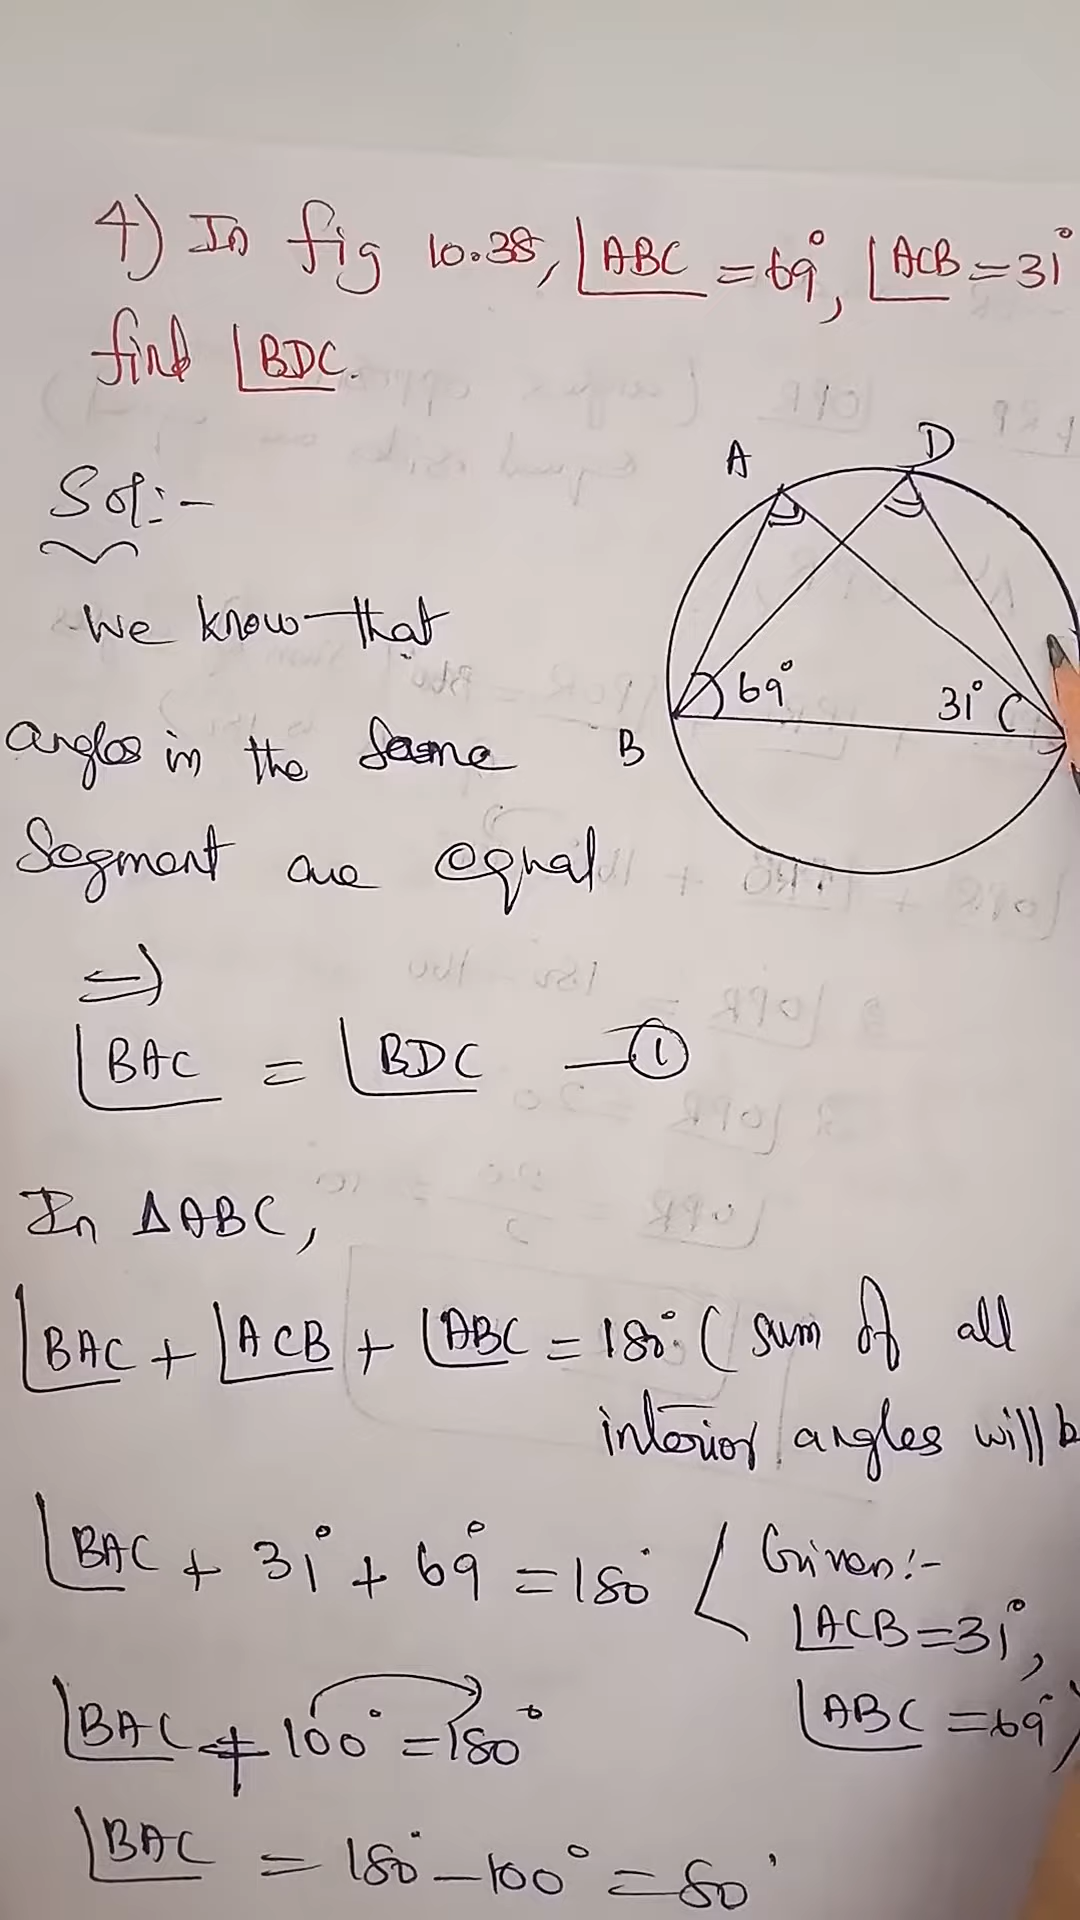 4) In fig 10.38, ∠ABC = 69°, ∠ACB = 31°
find ∠BDC.
Sol:-
We know that
angles in the same
Segment are equal
⇒
∠BAC = ∠BDC —①
A
D
B
69°
31°
C
In ΔABC,
∠BAC + ∠ACB + ∠ABC = 180° (sum of all
interior angles will b
∠BAC + 31° + 69° = 180°
(Given:-
∠ACB = 31°,
∠ABC = 69°)
∠BAC + 100° = 180°
∠BAC = 180° – 100° = 80°